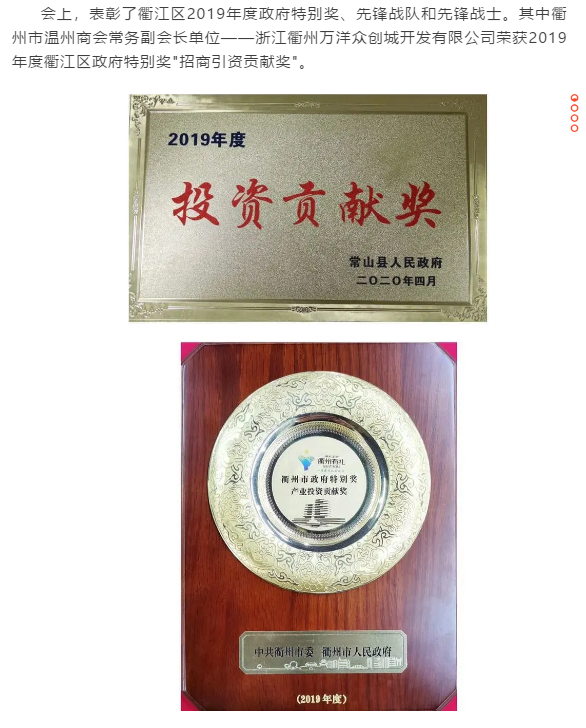 会上，表彰了衢江区2019年度政府特别奖、先锋战队和先锋战士。其中衢
州市温州商会常务副会长单位——浙江衢州万洋众创城开发有限公司荣获2019
年度衢江区政府特别奖"招商引资贡献奖"。
2019年度
投资贡献奖
常山县人民政府
二〇二〇年四月
衢州有礼
衢州市政府特别奖
产业投资贡献奖
中共衢州市委 衢州市人民政府
(2019 年度)